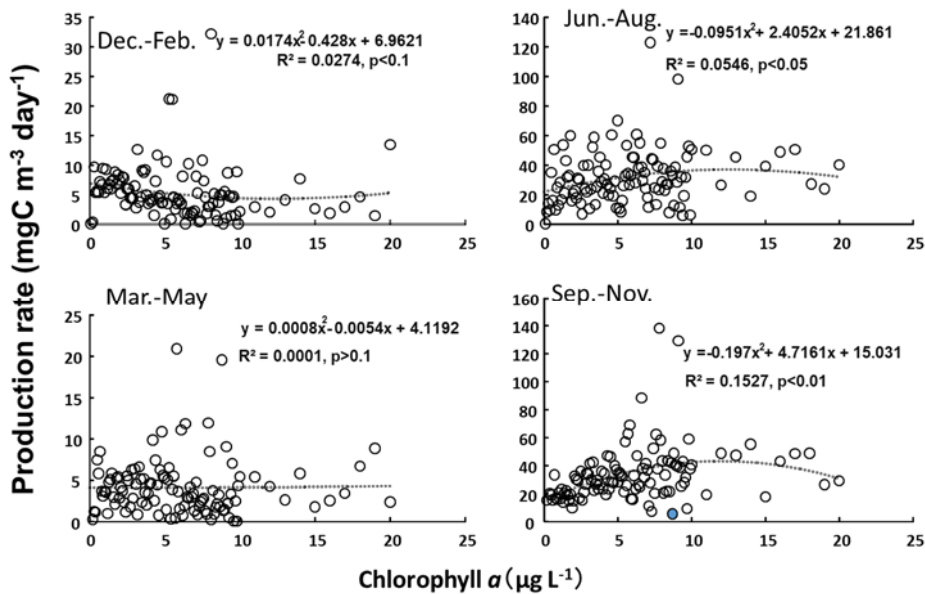 Production rate (mgC m⁻³ day⁻¹)
Dec.-Feb.
y = 0.0174x²-0.428x + 6.9621
R² = 0.0274, p<0.1
35
30
25
20
15
10
5
0
0 5 10 15 20 25
Jun.-Aug.
y =-0.0951x²+ 2.4052x + 21.861
R² = 0.0546, p<0.05
140
120
100
80
60
40
20
0
0 5 10 15 20 25
Mar.-May
y = 0.0008x²-0.0054x + 4.1192
R² = 0.0001, p>0.1
25
20
15
10
5
0
0 5 10 15 20 25
Sep.-Nov.
y =-0.197x²+ 4.7161x + 15.031
R² = 0.1527, p<0.01
160
140
120
100
80
60
40
20
0
0 5 10 15 20 25
Chlorophyll a（µg L⁻¹）